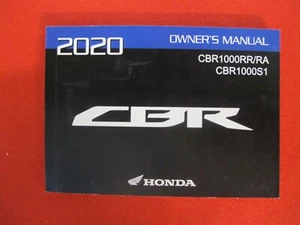 2020
OWNER'S MANUAL
CBR1000RR/RA
CBR1000S1
CBR
HONDA